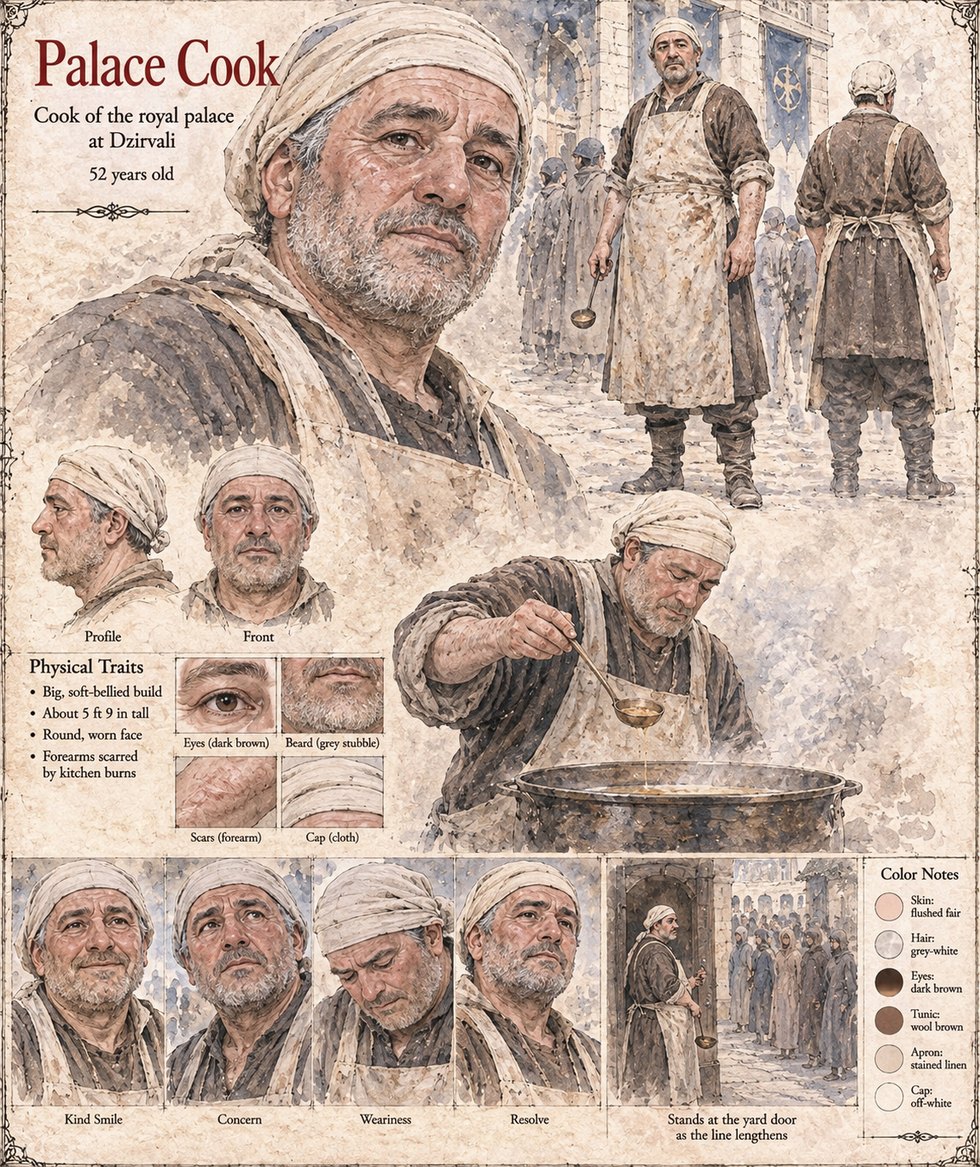 Palace Cook
Cook of the royal palace
at Dzirvali
52 years old
Profile
Front
Physical Traits
• Big, soft-bellied build
• About 5 ft 9 in tall
• Round, worn face
• Forearms scarred
by kitchen burns
Eyes (dark brown)
Beard (grey stubble)
Scars (forearm)
Cap (cloth)
Kind Smile
Concern
Weariness
Resolve
Stands at the yard door
as the line lengthens
Color Notes
Skin:
flushed fair
Hair:
grey-white
Eyes:
dark brown
Tunic:
wool brown
Apron:
stained linen
Cap:
off-white